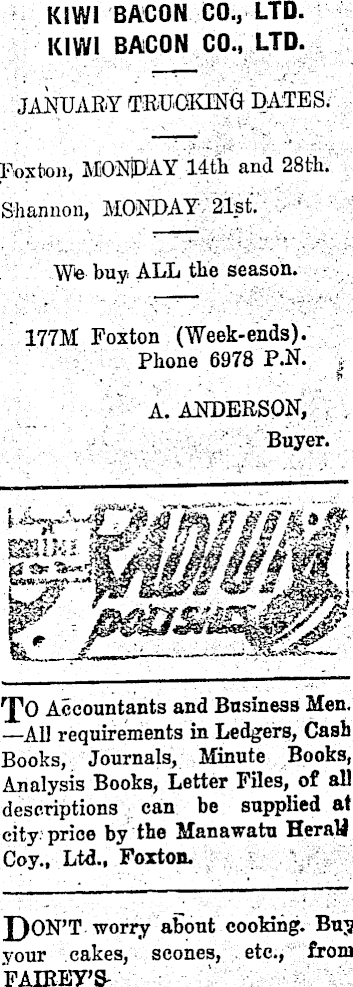 KIWI BACON CO., LTD.
KIWI BACON CO., LTD.
JANUARY TRUCKING DATES.
Foxton, MONDAY 14th and 28th.
Shannon, MONDAY 21st.
We buy ALL the season.
177M Foxton (Week-ends).
Phone 6978 P.N.
A. ANDERSON,
Buyer.
RADIUM
POLISHES
TO Accountants and Business Men.
—All requirements in Ledgers, Cash
Books, Journals, Minute Books,
Analysis Books, Letter Files, of all
descriptions can be supplied at
city price by the Manawatu Herald
Coy., Ltd., Foxton.
DON'T worry about cooking. Buy
your cakes, scones, etc., from
FAIREY'S